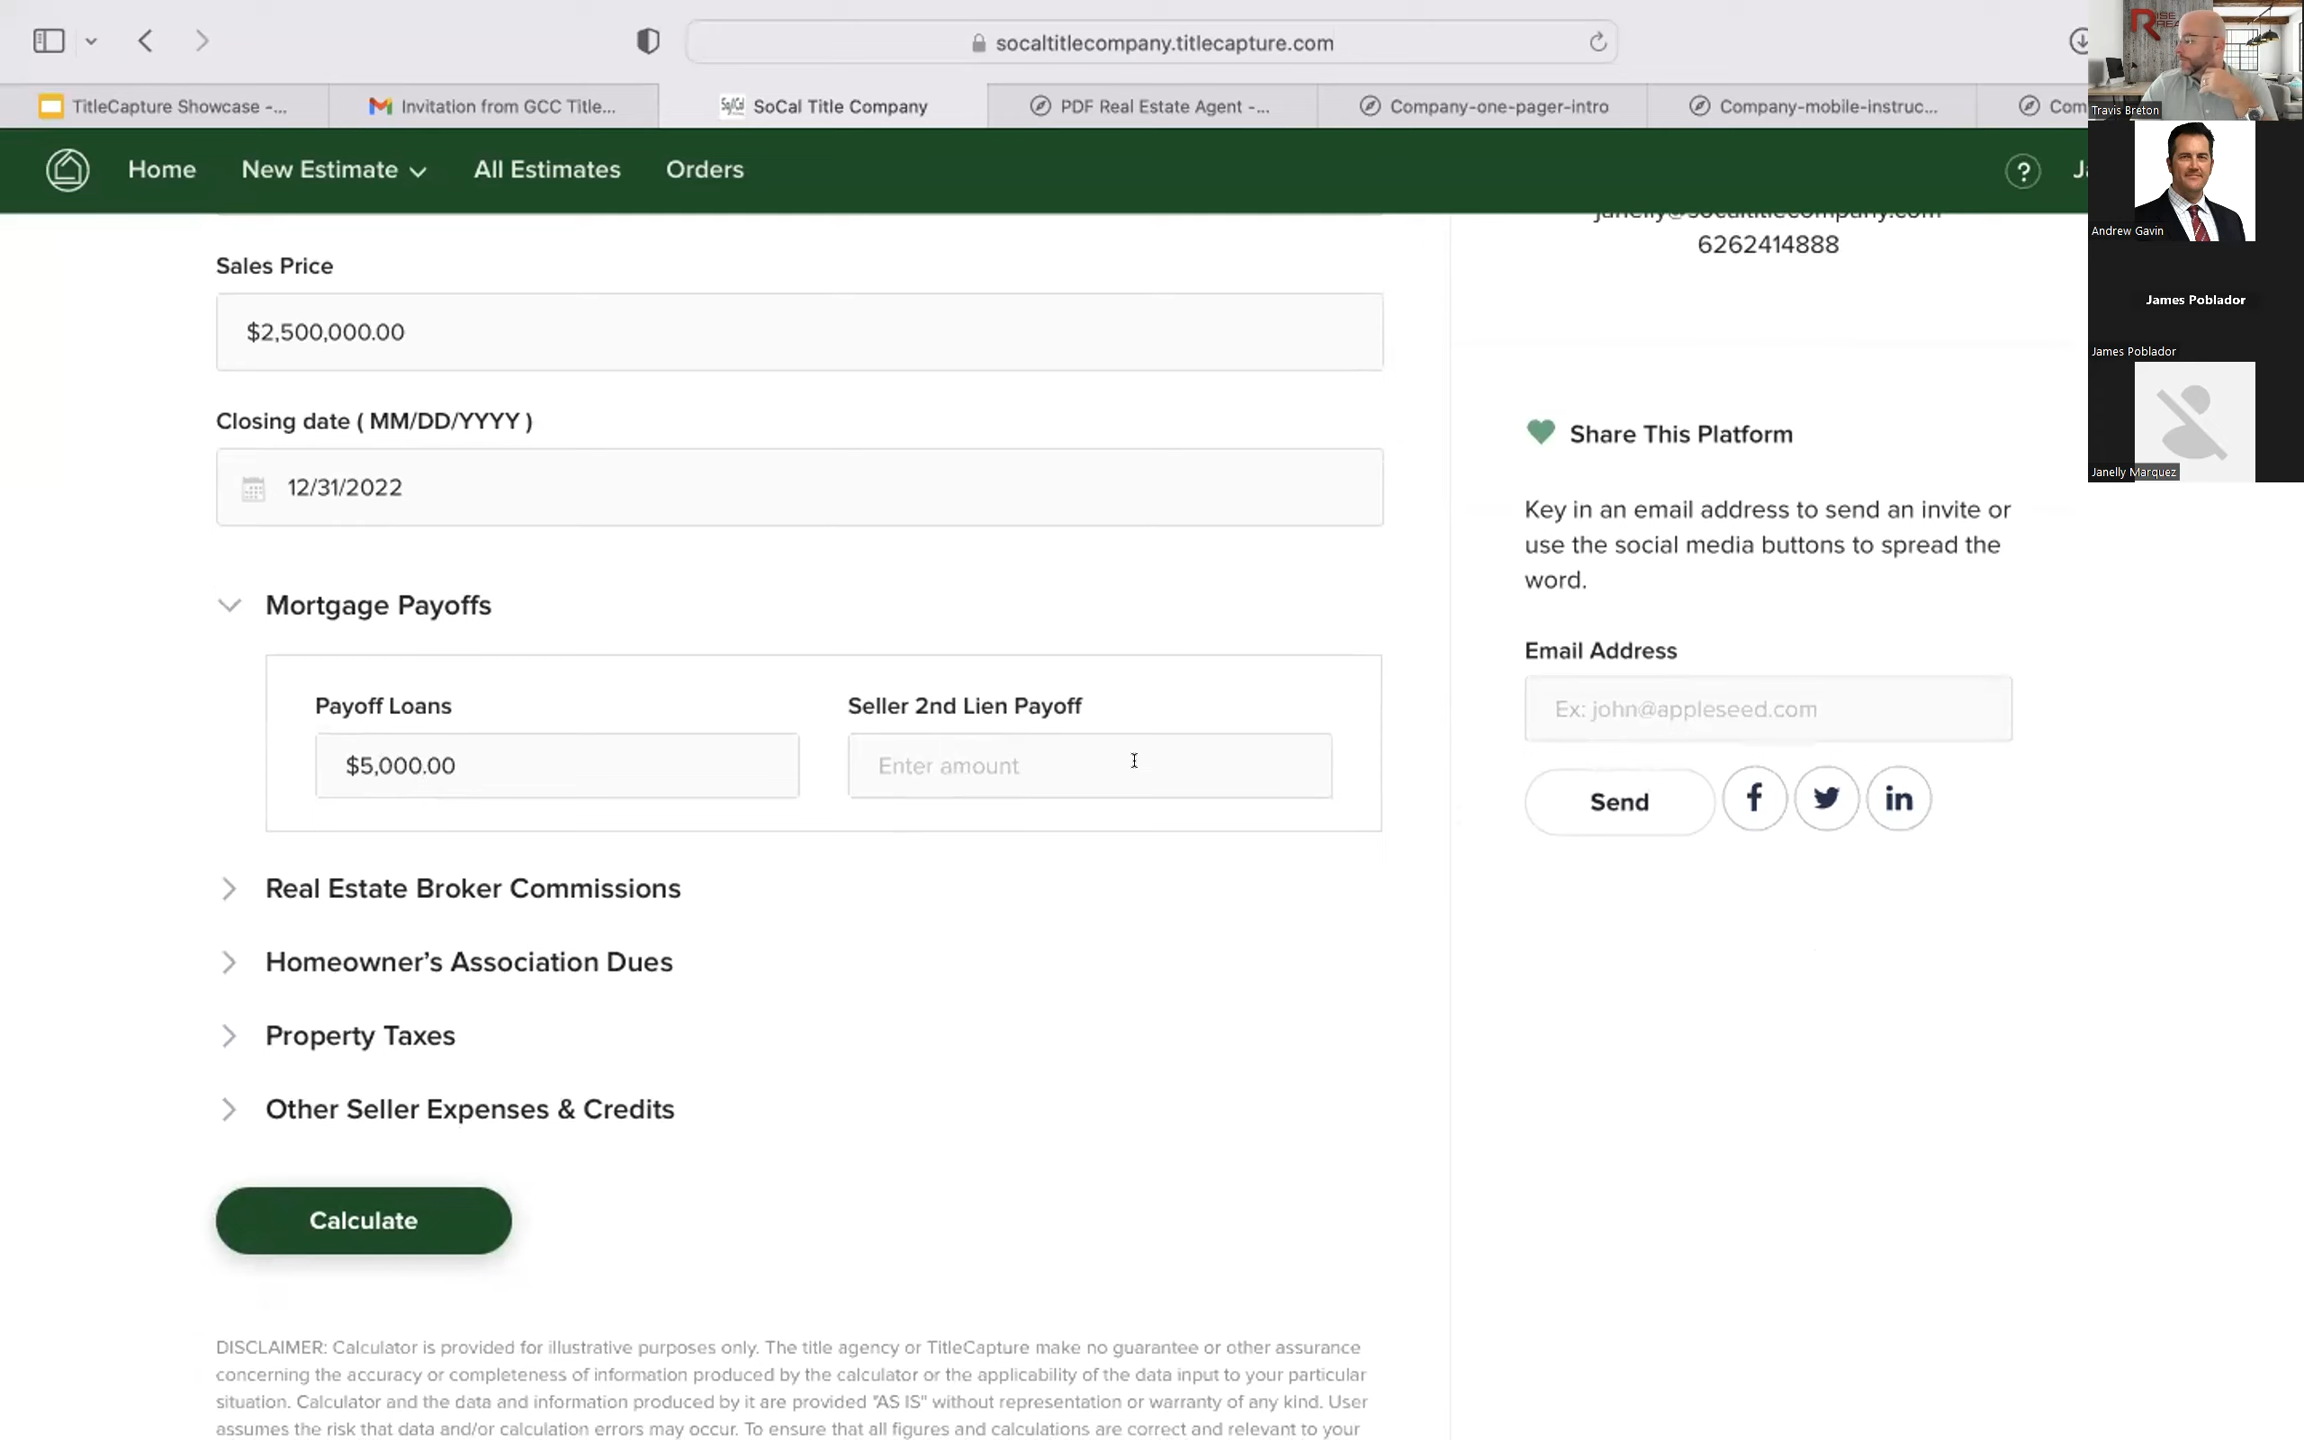 socaltitlecompany.titlecapture.com
TitleCapture Showcase -...
Invitation from GCC Title...
SoCal Title Company
PDF Real Estate Agent -...
Company-one-pager-intro
Company-mobile-instruc...
Com
Home
New Estimate
All Estimates
Orders
?
Ja
janelly@socaltitlecompany.com
6262414888
Sales Price
$2,500,000.00
Closing date ( MM/DD/YYYY )
12/31/2022
Mortgage Payoffs
Payoff Loans
Seller 2nd Lien Payoff
$5,000.00
Enter amount
Real Estate Broker Commissions
Homeowner's Association Dues
Property Taxes
Other Seller Expenses & Credits
Calculate
DISCLAIMER: Calculator is provided for illustrative purposes only. The title agency or TitleCapture make no guarantee or other assurance
concerning the accuracy or completeness of information produced by the calculator or the applicability of the data input to your particular
situation. Calculator and the data and information produced by it are provided "AS IS" without representation or warranty of any kind. User
assumes the risk that data and/or calculation errors may occur. To ensure that all figures and calculations are correct and relevant to your
Share This Platform
Key in an email address to send an invite or
use the social media buttons to spread the
word.
Email Address
Ex: john@appleseed.com
Send
Travis Breton
Andrew Gavin
James Poblador
James Poblador
Janelly Marquez